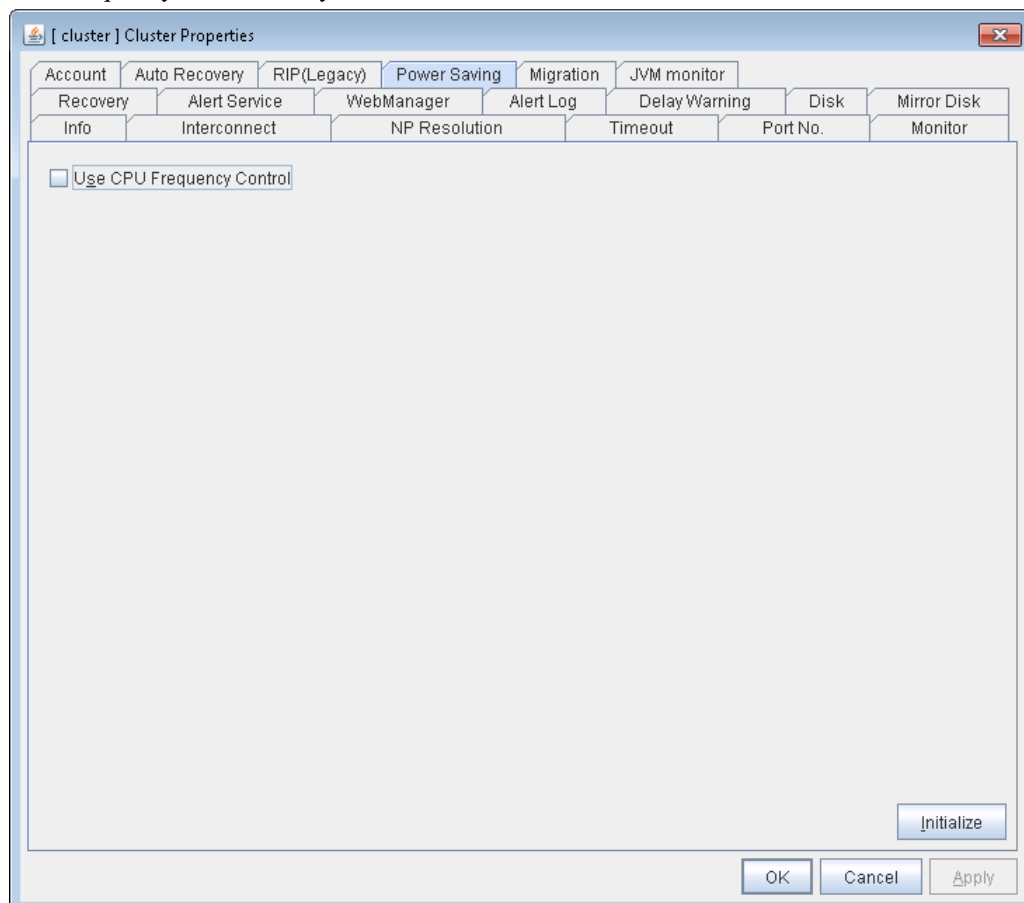 [ cluster ] Cluster Properties
Account Auto Recovery RIP(Legacy) Power Saving Migration JVM monitor
Recovery Alert Service WebManager Alert Log Delay Warning Disk Mirror Disk
Info Interconnect NP Resolution Timeout Port No. Monitor
Use CPU Frequency Control
Initialize
OK Cancel Apply